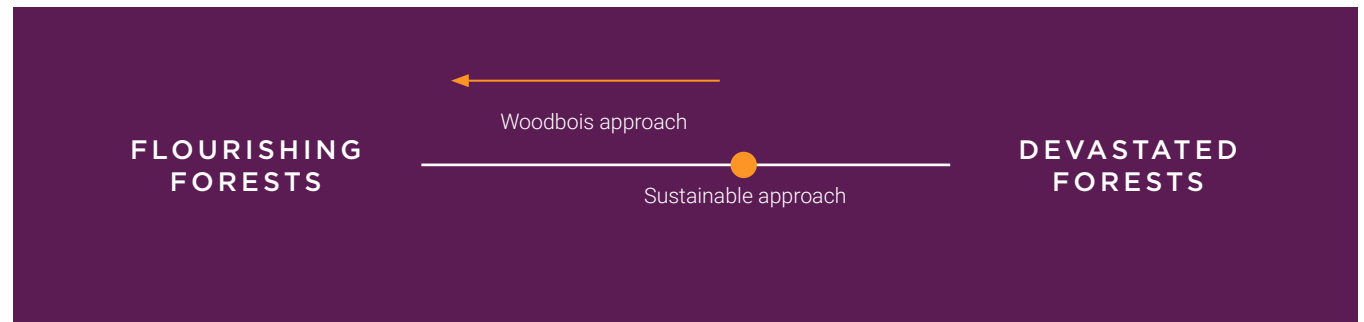 Woodbois approach
FLOURISHING
FORESTS
Sustainable approach
DEVASTATED
FORESTS